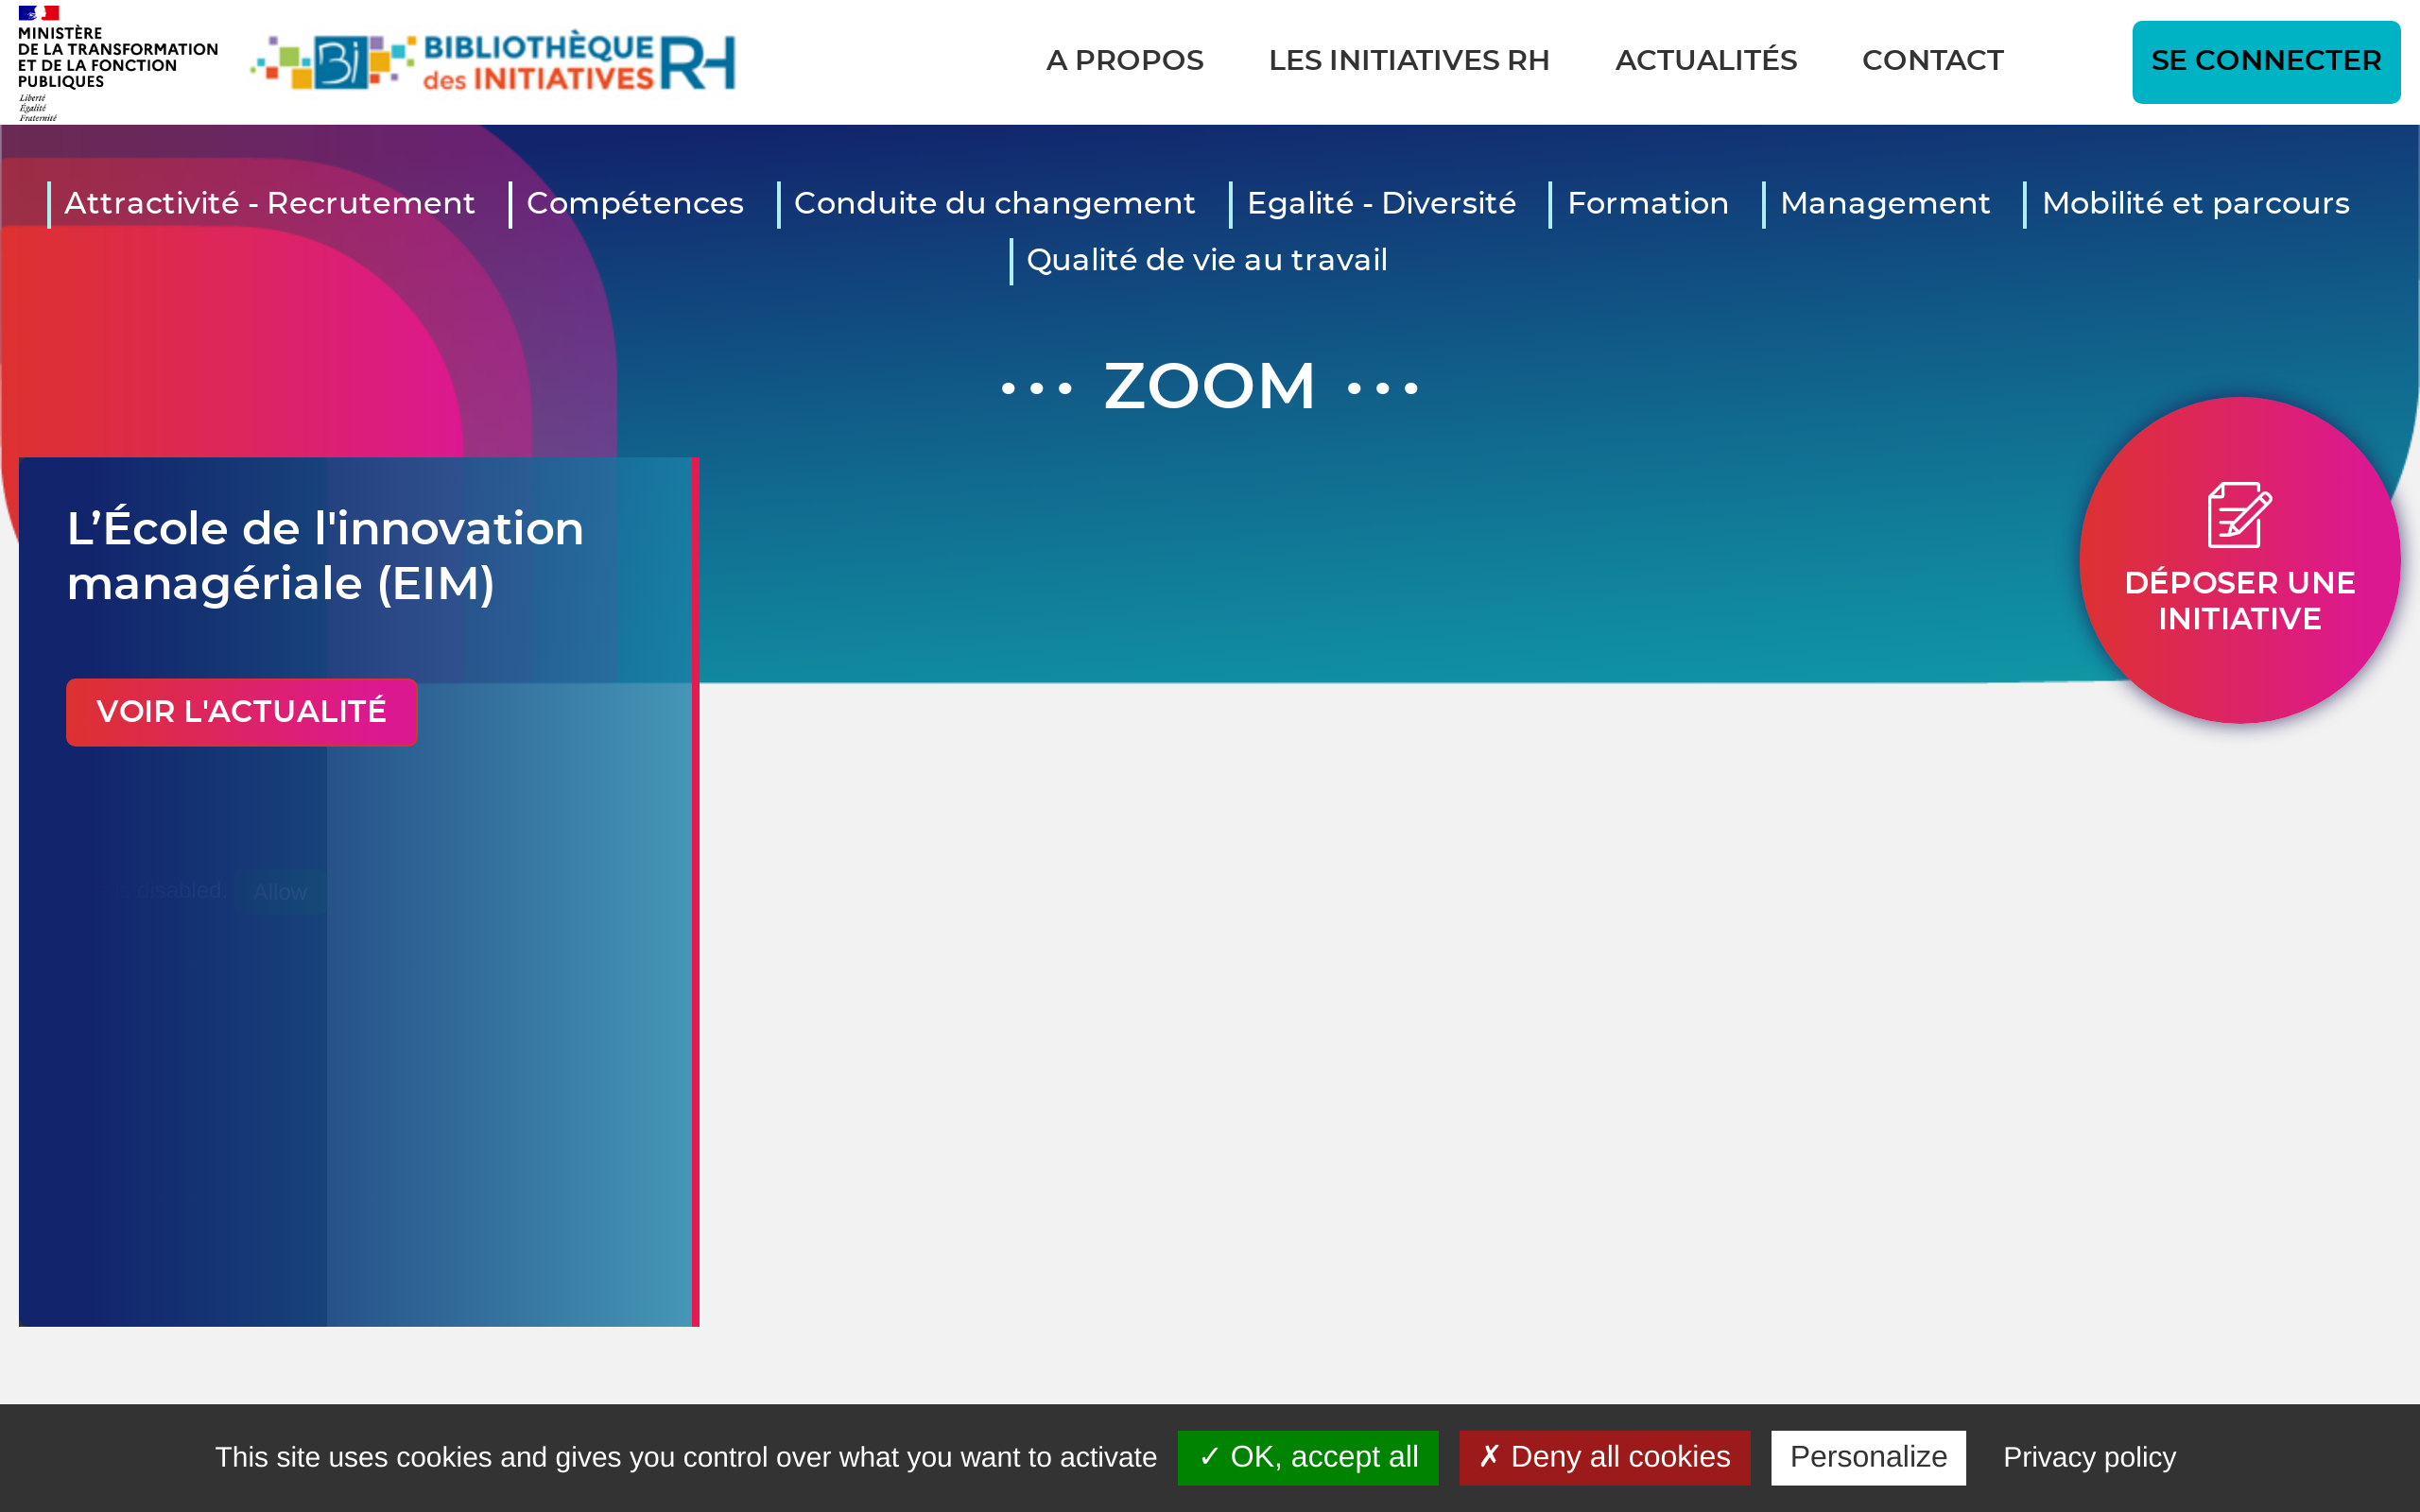 MINISTÈRE
DE LA TRANSFORMATION
ET DE LA FONCTION
PUBLIQUES
Liberté
Égalité
Fraternité
Bi BIBLIOTHÈQUE
des INITIATIVES RH
A PROPOS LES INITIATIVES RH ACTUALITÉS CONTACT SE CONNECTER
Attractivité - Recrutement Compétences Conduite du changement Egalité - Diversité Formation Management Mobilité et parcours
Qualité de vie au travail
••• ZOOM •••
L’École de l'innovation
managériale (EIM)
VOIR L'ACTUALITÉ
DÉPOSER UNE
INITIATIVE
is disabled. Allow
This site uses cookies and gives you control over what you want to activate ✓ OK, accept all ✗ Deny all cookies Personalize Privacy policy